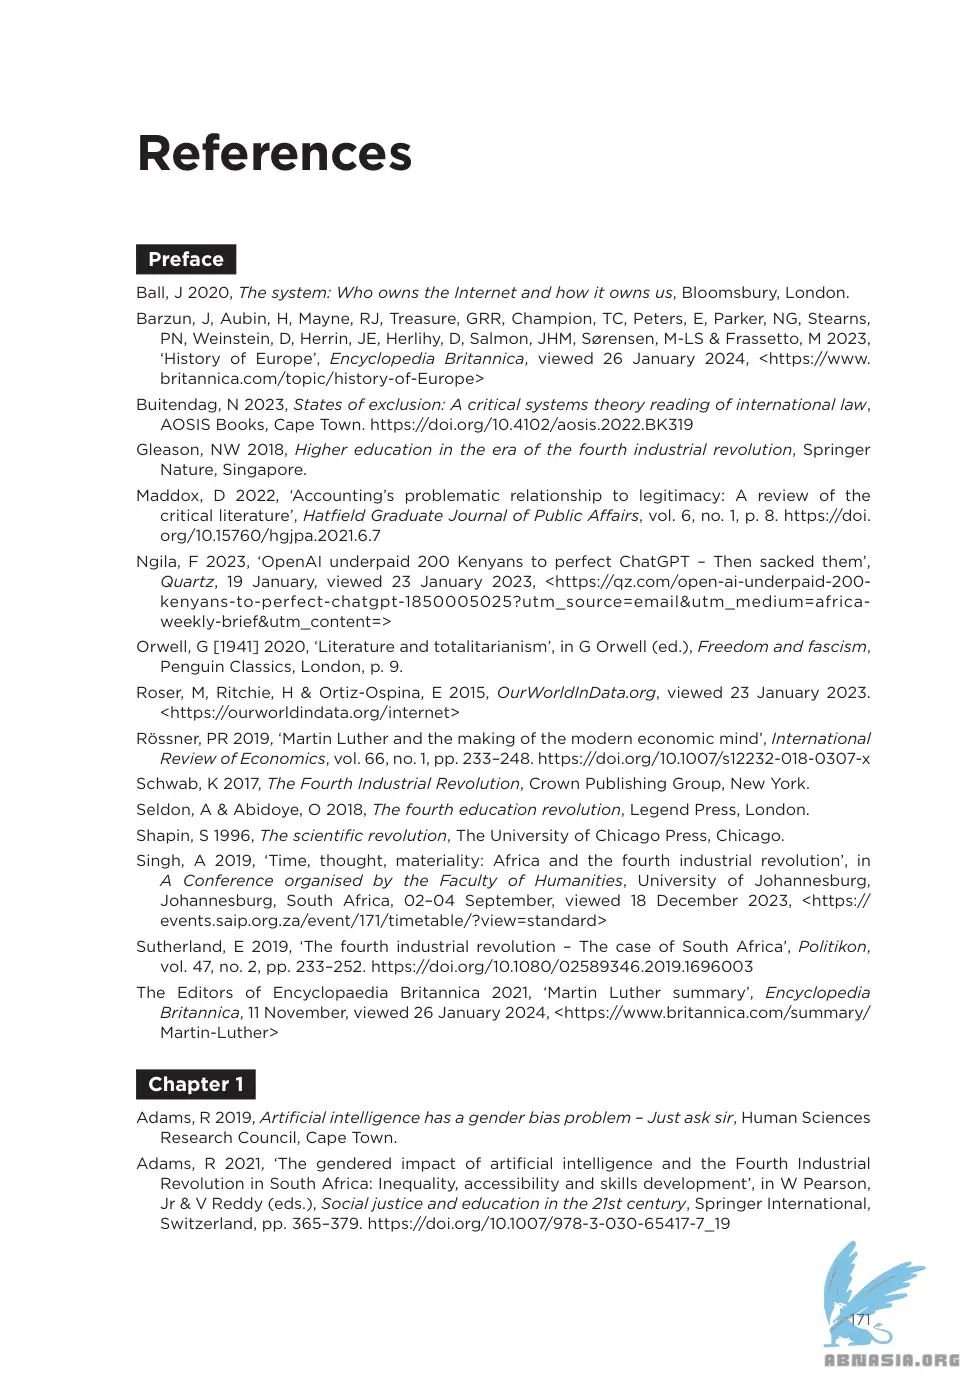 References
Preface
Ball, J 2020, The system: Who owns the Internet and how it owns us, Bloomsbury, London.
Barzun, J, Aubin, H, Mayne, RJ, Treasure, GRR, Champion, TC, Peters, E, Parker, NG, Stearns,
PN, Weinstein, D, Herrin, JE, Herlihy, D, Salmon, JHM, Sørensen, M-LS & Frassetto, M 2023,
‘History of Europe’, Encyclopedia Britannica, viewed 26 January 2024, <https://www.
britannica.com/topic/history-of-Europe>
Buitendag, N 2023, States of exclusion: A critical systems theory reading of international law,
AOSIS Books, Cape Town. https://doi.org/10.4102/aosis.2022.BK319
Gleason, NW 2018, Higher education in the era of the fourth industrial revolution, Springer
Nature, Singapore.
Maddox, D 2022, ‘Accounting’s problematic relationship to legitimacy: A review of the
critical literature’, Hatfield Graduate Journal of Public Affairs, vol. 6, no. 1, p. 8. https://doi.
org/10.15760/hgjpa.2021.6.7
Ngila, F 2023, ‘OpenAI underpaid 200 Kenyans to perfect ChatGPT – Then sacked them’,
Quartz, 19 January, viewed 23 January 2023, <https://qz.com/open-ai-underpaid-200-
kenyans-to-perfect-chatgpt-1850005025?utm_source=email&utm_medium=africa-
weekly-brief&utm_content=>
Orwell, G [1941] 2020, ‘Literature and totalitarianism’, in G Orwell (ed.), Freedom and fascism,
Penguin Classics, London, p. 9.
Roser, M, Ritchie, H & Ortiz-Ospina, E 2015, OurWorldInData.org, viewed 23 January 2023.
<https://ourworldindata.org/internet>
Rössner, PR 2019, ‘Martin Luther and the making of the modern economic mind’, International
Review of Economics, vol. 66, no. 1, pp. 233–248. https://doi.org/10.1007/s12232-018-0307-x
Schwab, K 2017, The Fourth Industrial Revolution, Crown Publishing Group, New York.
Seldon, A & Abidoye, O 2018, The fourth education revolution, Legend Press, London.
Shapin, S 1996, The scientific revolution, The University of Chicago Press, Chicago.
Singh, A 2019, ‘Time, thought, materiality: Africa and the fourth industrial revolution’, in
A Conference organised by the Faculty of Humanities, University of Johannesburg,
Johannesburg, South Africa, 02–04 September, viewed 18 December 2023, <https://
events.saip.org.za/event/171/timetable/?view=standard>
Sutherland, E 2019, ‘The fourth industrial revolution – The case of South Africa’, Politikon,
vol. 47, no. 2, pp. 233–252. https://doi.org/10.1080/02589346.2019.1696003
The Editors of Encyclopaedia Britannica 2021, ‘Martin Luther summary’, Encyclopedia
Britannica, 11 November, viewed 26 January 2024, <https://www.britannica.com/summary/
Martin-Luther>
Chapter 1
Adams, R 2019, Artificial intelligence has a gender bias problem – Just ask sir, Human Sciences
Research Council, Cape Town.
Adams, R 2021, ‘The gendered impact of artificial intelligence and the Fourth Industrial
Revolution in South Africa: Inequality, accessibility and skills development’, in W Pearson,
Jr & V Reddy (eds.), Social justice and education in the 21st century, Springer International,
Switzerland, pp. 365–379. https://doi.org/10.1007/978-3-030-65417-7_19
171
ABNASIA.ORG